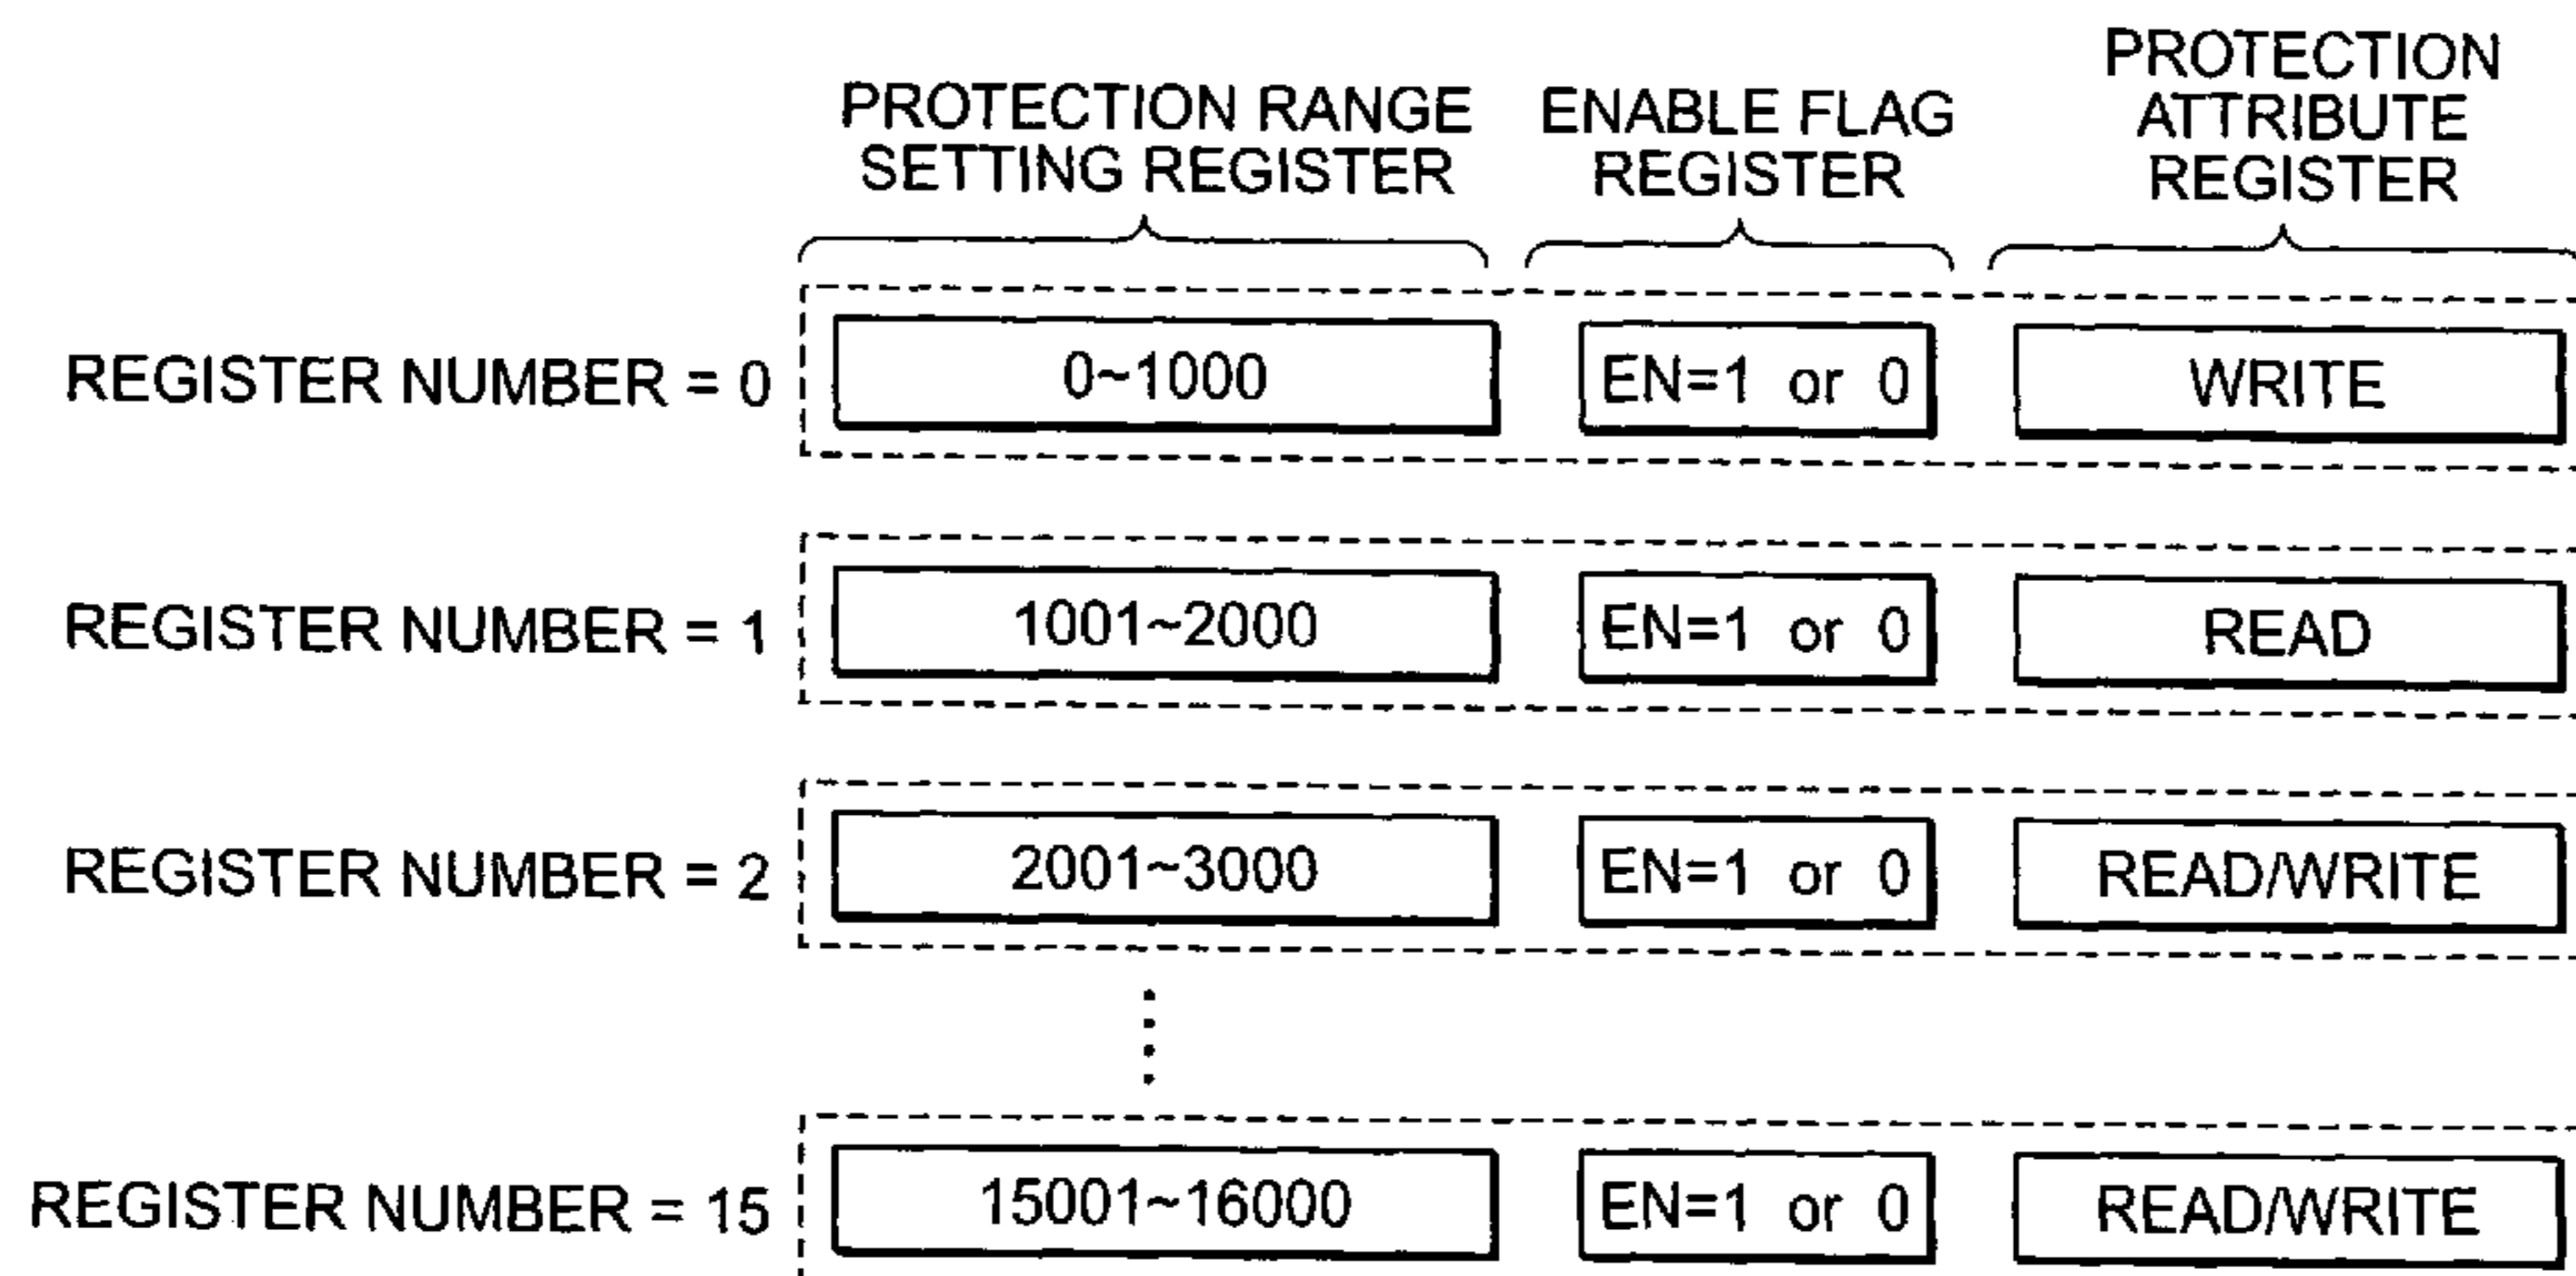 PROTECTION RANGE
SETTING REGISTER
ENABLE FLAG
REGISTER
PROTECTION
ATTRIBUTE
REGISTER
REGISTER NUMBER = 0 0~1000 EN=1 or 0 WRITE
REGISTER NUMBER = 1 1001~2000 EN=1 or 0 READ
REGISTER NUMBER = 2 2001~3000 EN=1 or 0 READ/WRITE
REGISTER NUMBER = 15 15001~16000 EN=1 or 0 READ/WRITE